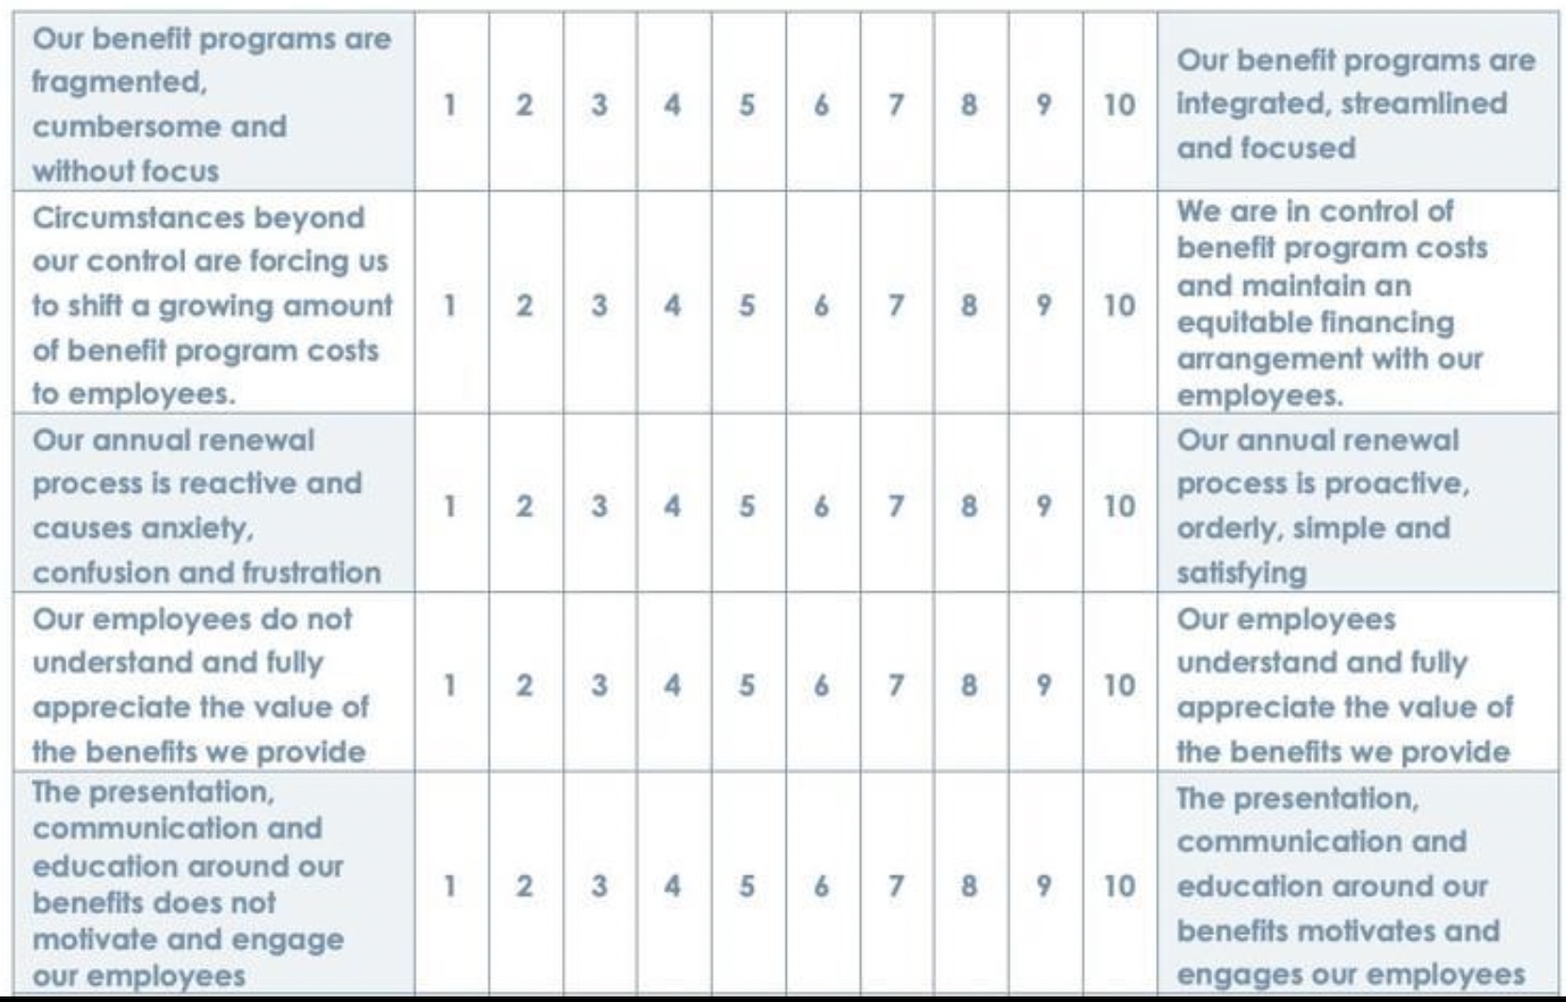 Our benefit programs are
fragmented,
cumbersome and
without focus
1 2 3 4 5 6 7 8 9 10
Our benefit programs are
integrated, streamlined
and focused
Circumstances beyond
our control are forcing us
to shift a growing amount
of benefit program costs
to employees.
1 2 3 4 5 6 7 8 9 10
We are in control of
benefit program costs
and maintain an
equitable financing
arrangement with our
employees.
Our annual renewal
process is reactive and
causes anxiety,
confusion and frustration
1 2 3 4 5 6 7 8 9 10
Our annual renewal
process is proactive,
orderly, simple and
satisfying
Our employees do not
understand and fully
appreciate the value of
the benefits we provide
1 2 3 4 5 6 7 8 9 10
Our employees
understand and fully
appreciate the value of
the benefits we provide
The presentation,
communication and
education around our
benefits does not
motivate and engage
our employees
1 2 3 4 5 6 7 8 9 10
The presentation,
communication and
education around our
benefits motivates and
engages our employees